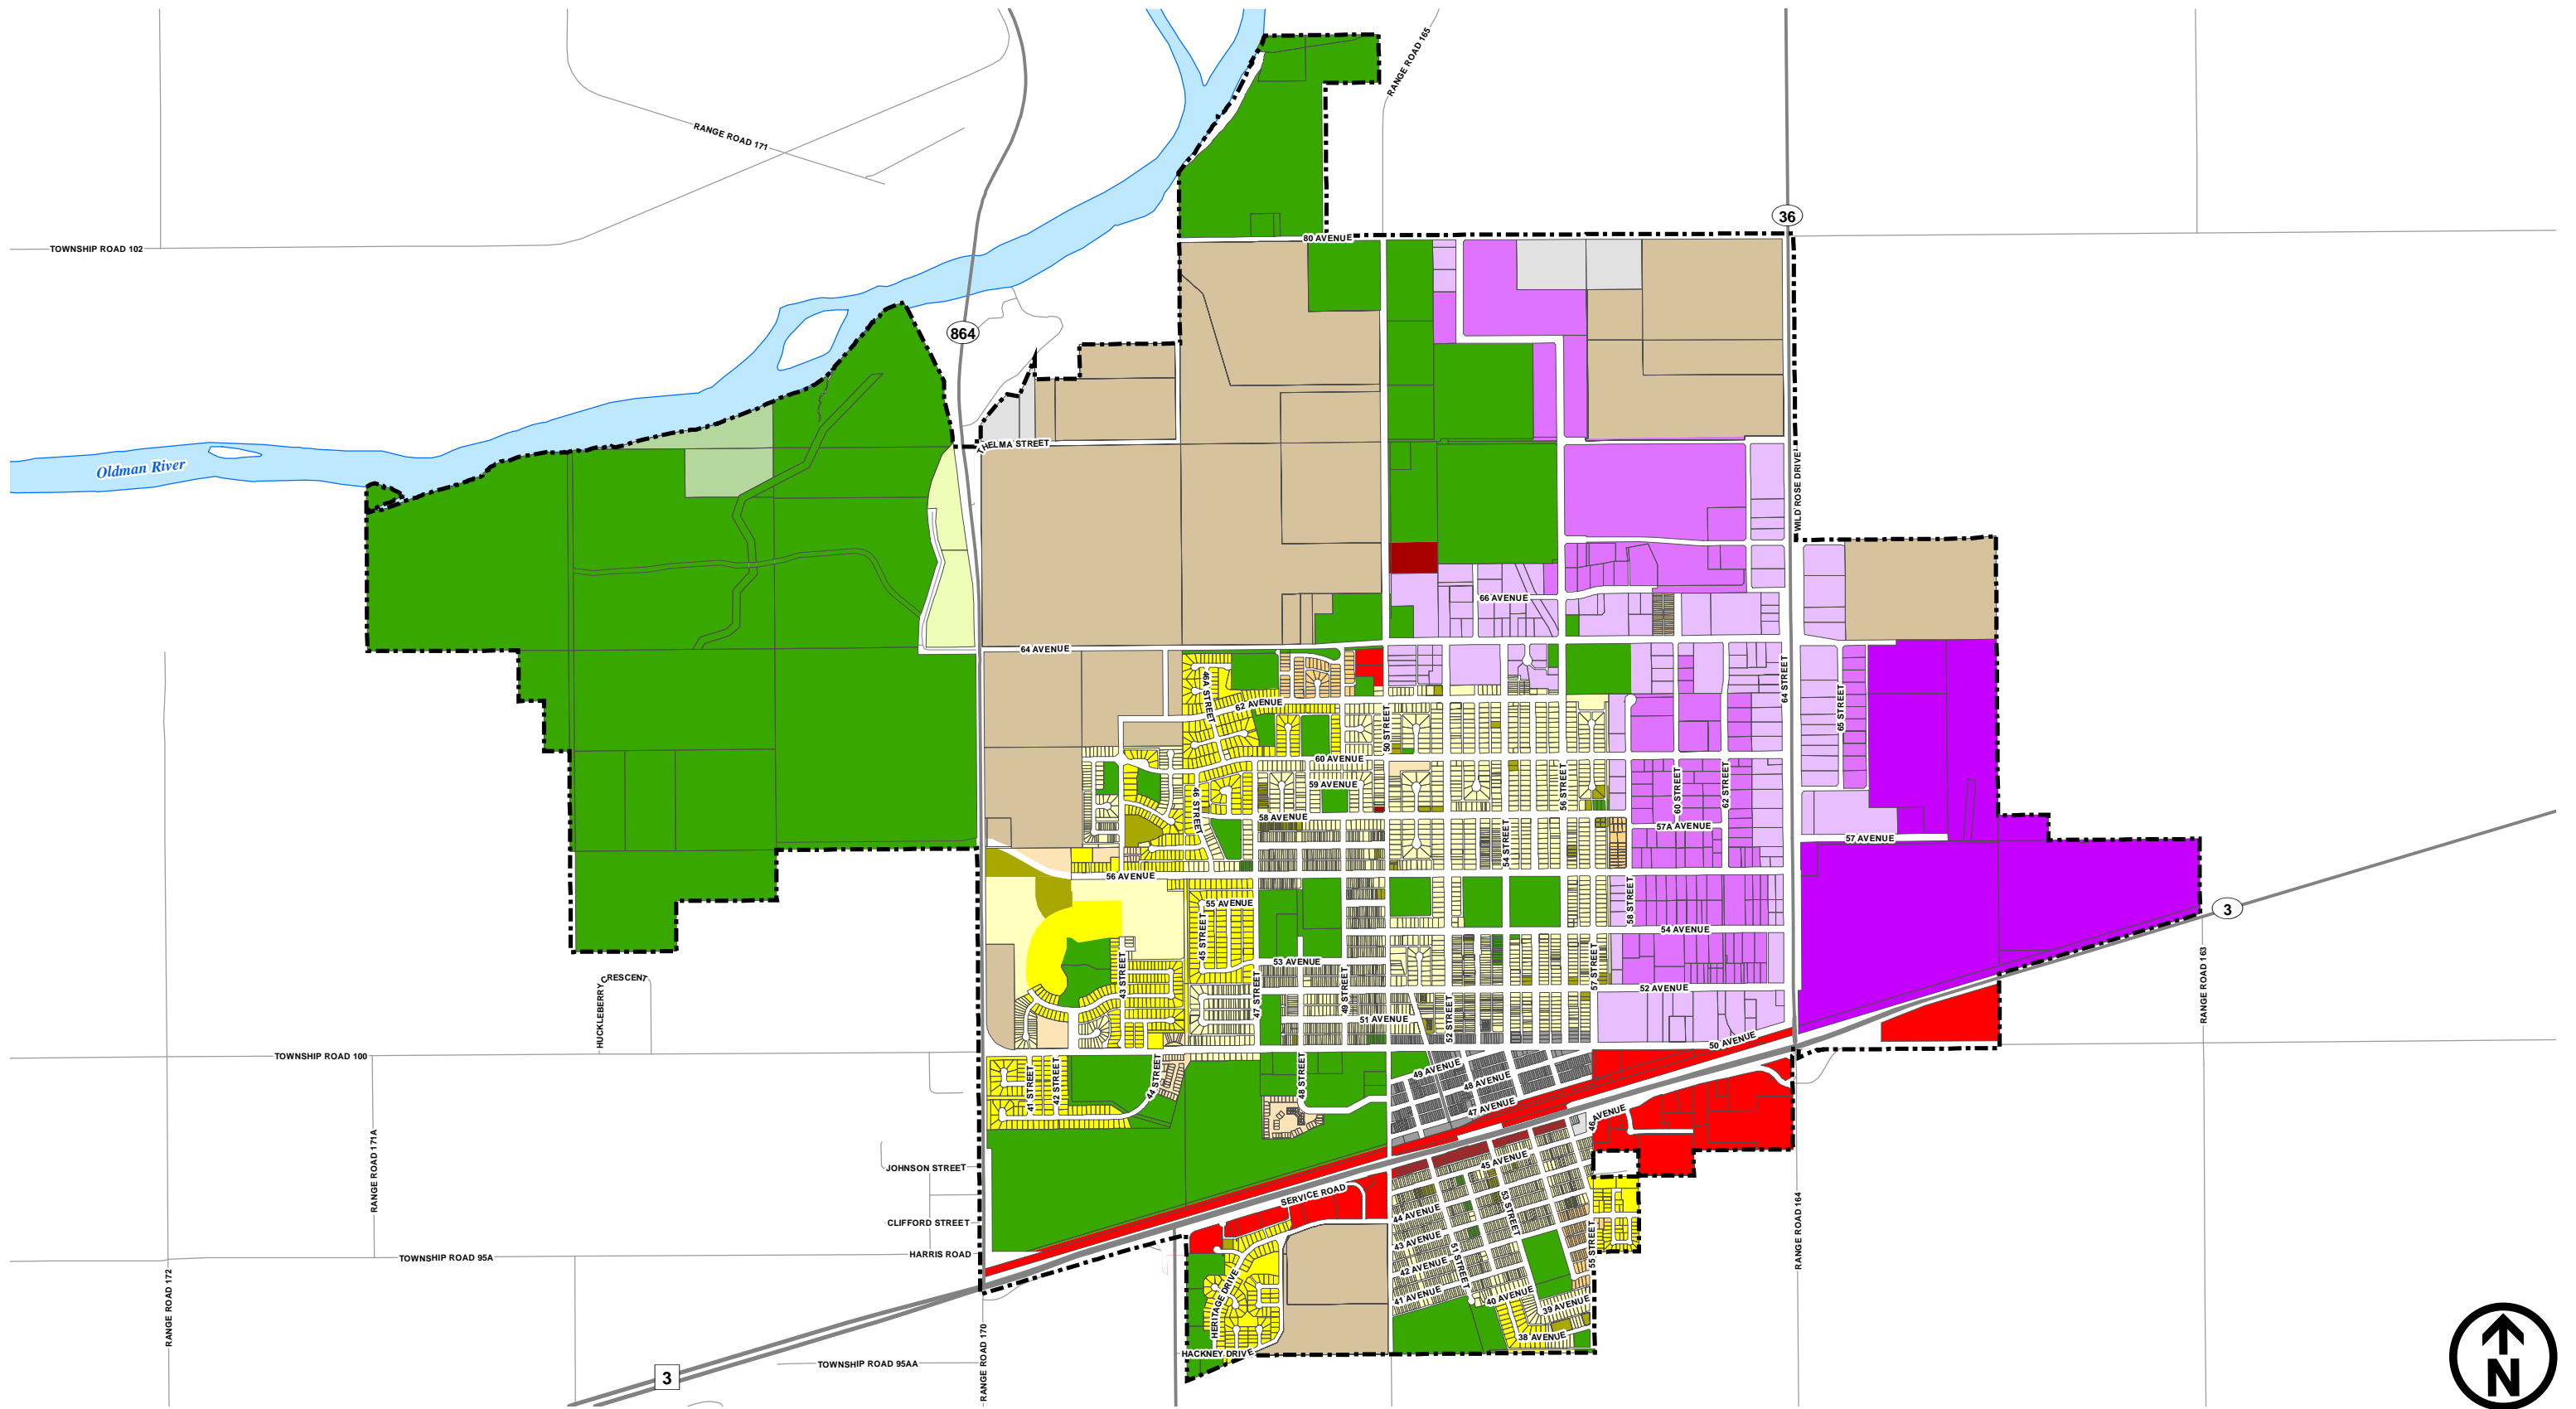 RANGE ROAD 165
RANGE ROAD 171
36
80 AVENUE
TOWNSHIP ROAD 102
864
THELMA STREET
Oldman River
WILD ROSE DRIVE
66 AVENUE
64 AVENUE
46A STREET
62 AVENUE
50 STREET
64 STREET
65 STREET
60 AVENUE
59 AVENUE
46 STREET
56 STREET
60 STREET
62 STREET
58 AVENUE
57A AVENUE
54 STREET
57 AVENUE
56 AVENUE
55 AVENUE
45 STREET
58 STREET
3
54 AVENUE
53 AVENUE
43 STREET
47 STREET
49 STREET
57 STREET
52 AVENUE
CRESCENT
HUCKLEBERRY
51 AVENUE
52 STREET
RANGE ROAD 163
50 AVENUE
TOWNSHIP ROAD 100
41 STREET
42 STREET
44 STREET
48 STREET
49 AVENUE
48 AVENUE
47 AVENUE
46 AVENUE
RANGE ROAD 171A
JOHNSON STREET
45 AVENUE
SERVICE ROAD
44 AVENUE
53 STREET
CLIFFORD STREET
43 AVENUE
51 STREET
55 STREET
RANGE ROAD 164
HARRIS ROAD
TOWNSHIP ROAD 95A
42 AVENUE
41 AVENUE
40 AVENUE
39 AVENUE
HERITAGE DRIVE
RANGE ROAD 172
38 AVENUE
HACKNEY DRIVE
RANGE ROAD 170
TOWNSHIP ROAD 95AA
3
N